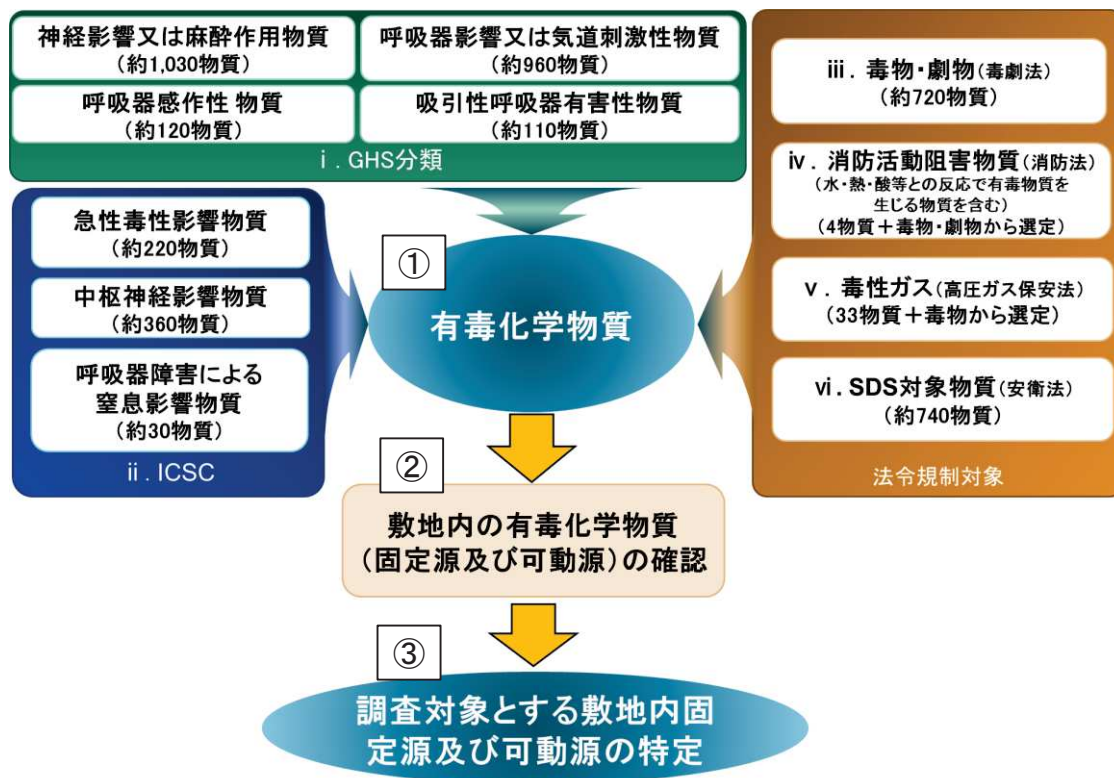 神経影響又は麻酔作用物質
(約1,030物質)
呼吸器影響又は気道刺激性物質
(約960物質)
呼吸器感作性 物質
(約120物質)
吸引性呼吸器有害性物質
(約110物質)
ⅰ. GHS分類
急性毒性影響物質
(約220物質)
中枢神経影響物質
(約360物質)
呼吸器障害による
窒息影響物質
(約30物質)
ⅱ. ICSC
ⅲ. 毒物・劇物(毒劇法)
(約720物質)
ⅳ. 消防活動阻害物質(消防法)
(水・熱・酸等との反応で有毒物質を
生じる物質を含む)
(4物質+毒物・劇物から選定)
ⅴ. 毒性ガス(高圧ガス保安法)
(33物質+毒物から選定)
ⅵ. SDS対象物質(安衛法)
(約740物質)
法令規制対象
①
有毒化学物質
②
敷地内の有毒化学物質
(固定源及び可動源)の確認
③
調査対象とする敷地内固
定源及び可動源の特定